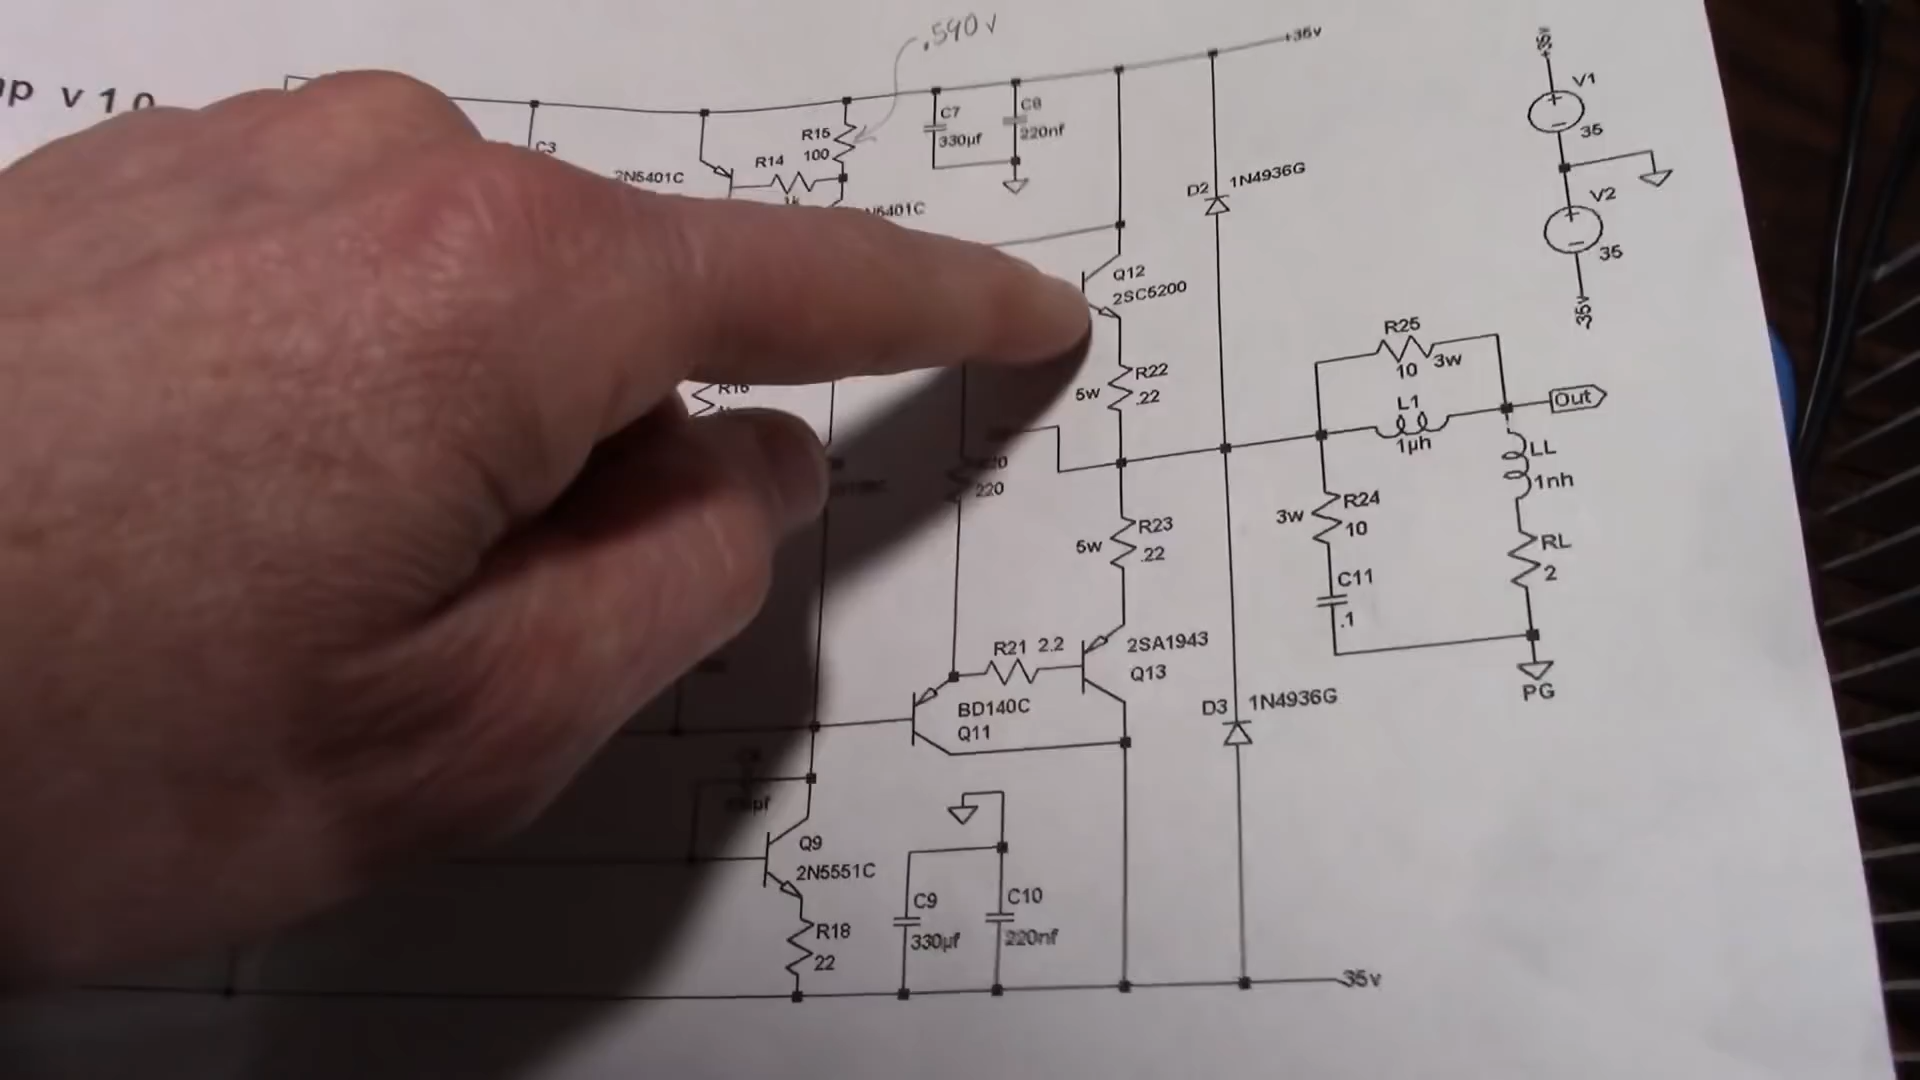 .590 v
+35v
+35v
V1
35
V2
35
-35v
C3
R15
100
R14
1k
2N5401C
C7
330µf
C8
220nf
D2
1N4936G
Q12
2SC5200
R22
.22
5w
R16
220
R25
10
3w
L1
1µh
Out
LL
1nh
RL
2
PG
3w
R24
10
C11
.1
5w
R23
.22
R21 2.2
2SA1943
Q13
BD140C
Q11
D3
1N4936G
Q9
2N5551C
R18
22
C9
330µf
C10
220nf
-35v